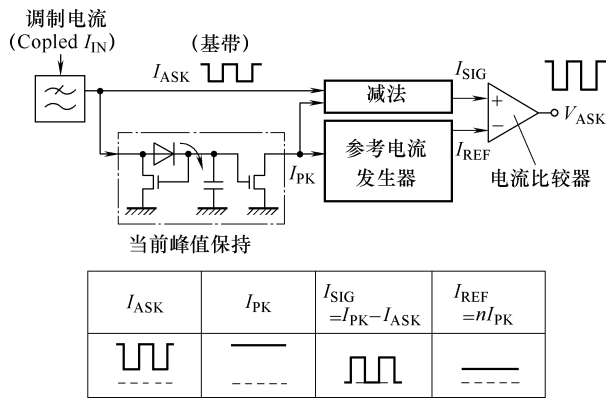 调制电流
(Copled I_IN)
(基带)
I_ASK
减法
I_SIG
+
−
V_ASK
参考电流
发生器
I_PK
I_REF
电流比较器
当前峰值保持
I_ASK
I_PK
I_SIG
=I_PK−I_ASK
I_REF
=nI_PK